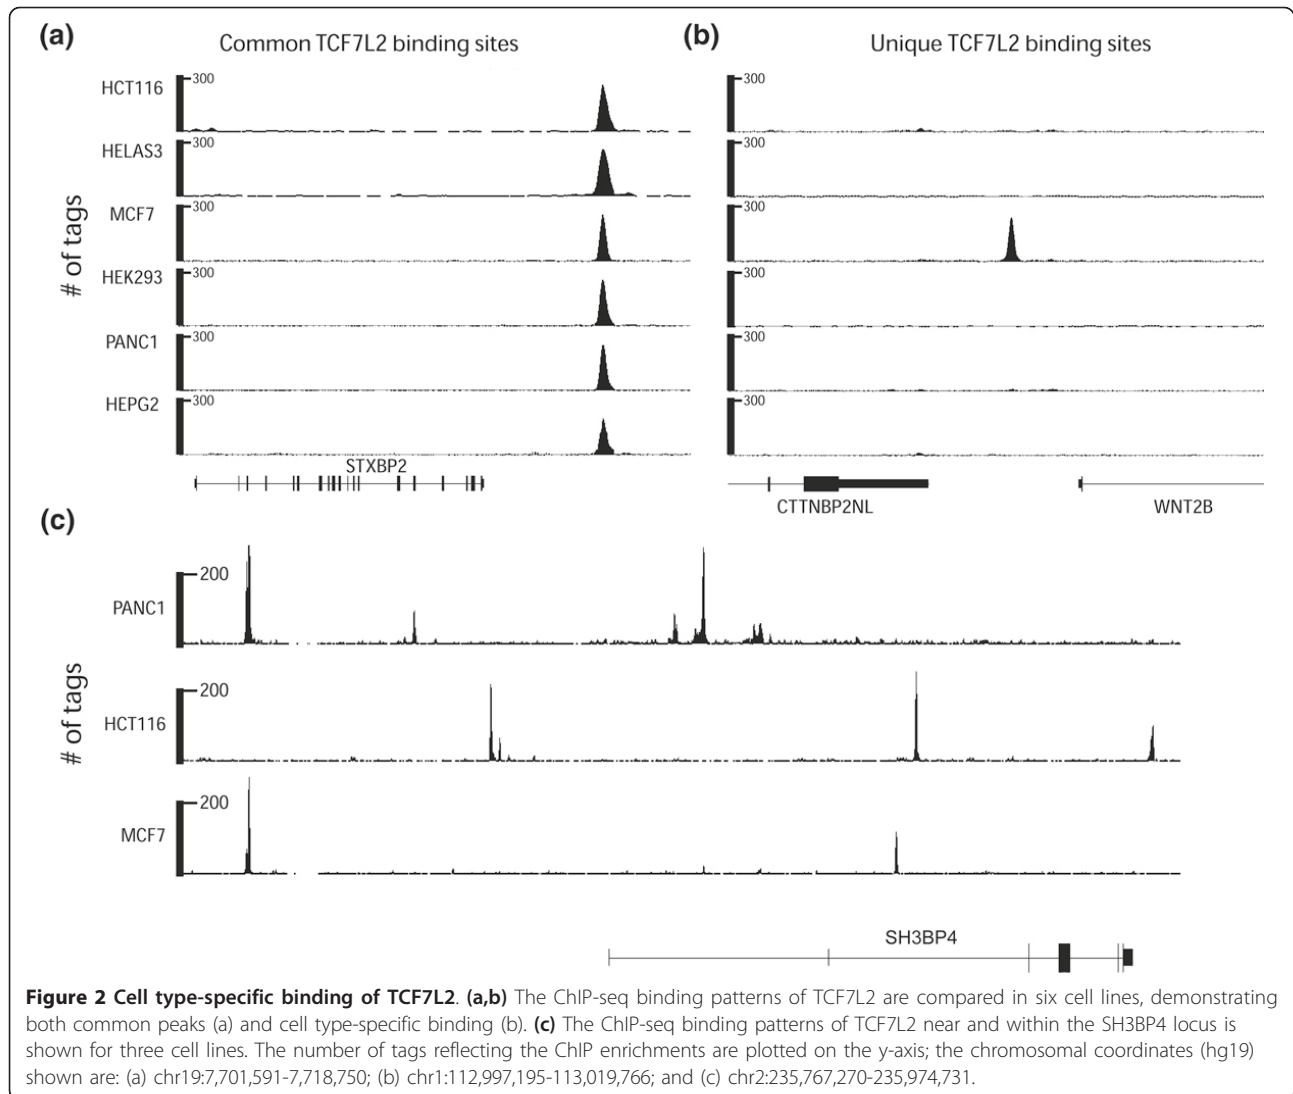 (a)
Common TCF7L2 binding sites
# of tags
HCT116
300
HELAS3
300
MCF7
300
HEK293
300
PANC1
300
HEPG2
300
STXBP2
(b)
Unique TCF7L2 binding sites
300
300
300
300
300
300
CTTNBP2NL
WNT2B
(c)
# of tags
PANC1
200
HCT116
200
MCF7
200
SH3BP4
Figure 2 Cell type-specific binding of TCF7L2. (a,b) The ChIP-seq binding patterns of TCF7L2 are compared in six cell lines, demonstrating
both common peaks (a) and cell type-specific binding (b). (c) The ChIP-seq binding patterns of TCF7L2 near and within the SH3BP4 locus is
shown for three cell lines. The number of tags reflecting the ChIP enrichments are plotted on the y-axis; the chromosomal coordinates (hg19)
shown are: (a) chr19:7,701,591-7,718,750; (b) chr1:112,997,195-113,019,766; and (c) chr2:235,767,270-235,974,731.